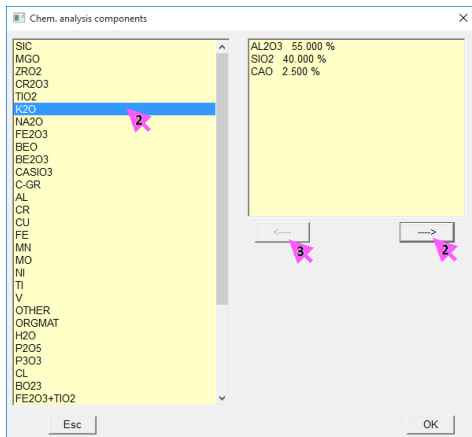 Chem. analysis components
SIC
MGO
ZRO2
CR2O3
TIO2
K2O
NA2O
FE2O3
BEO
BE2O3
CASIO3
C-GR
AL
CR
CU
FE
MN
MO
NI
TI
V
OTHER
ORGMAT
H2O
P2O5
P3O3
CL
BO23
FE2O3+TIO2
2
AL2O3 55.000 %
SIO2 40.000 %
CAO 2.500 %
<----
---->
3
2
Esc
OK